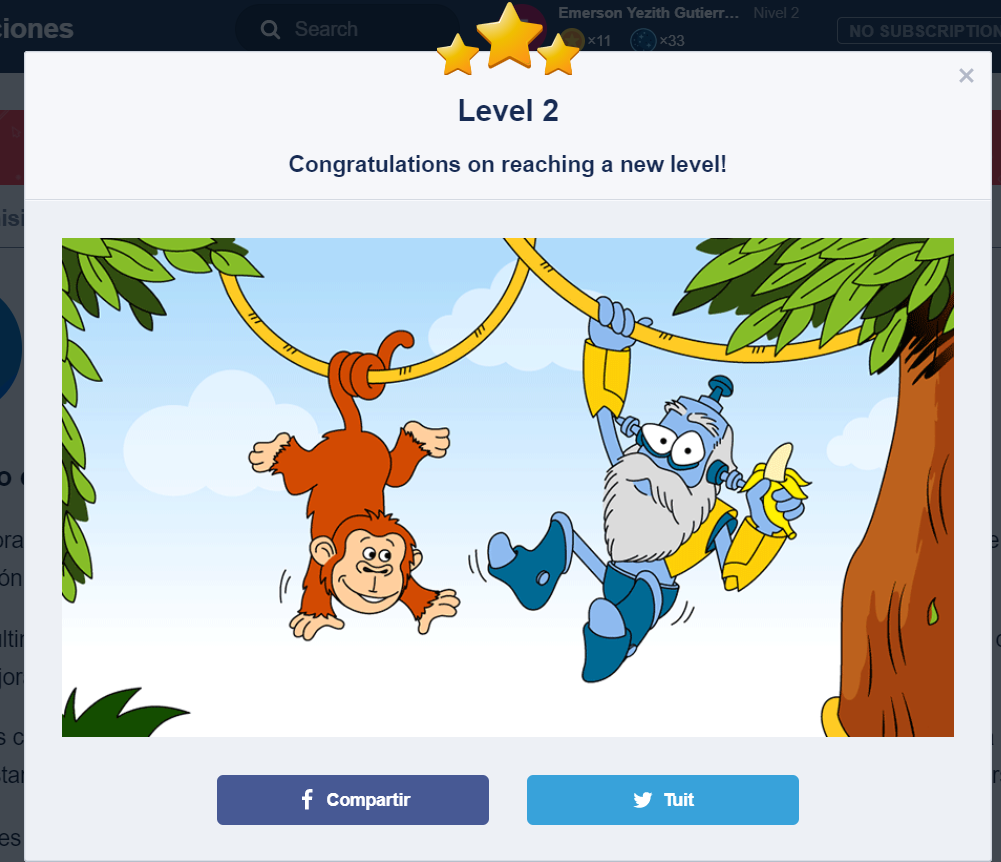 ciones
Search
Emerson Yezith Gutierr... Nivel 2
×11 ×33
NO SUBSCRIPTION
Level 2
Congratulations on reaching a new level!
Compartir
Tuit